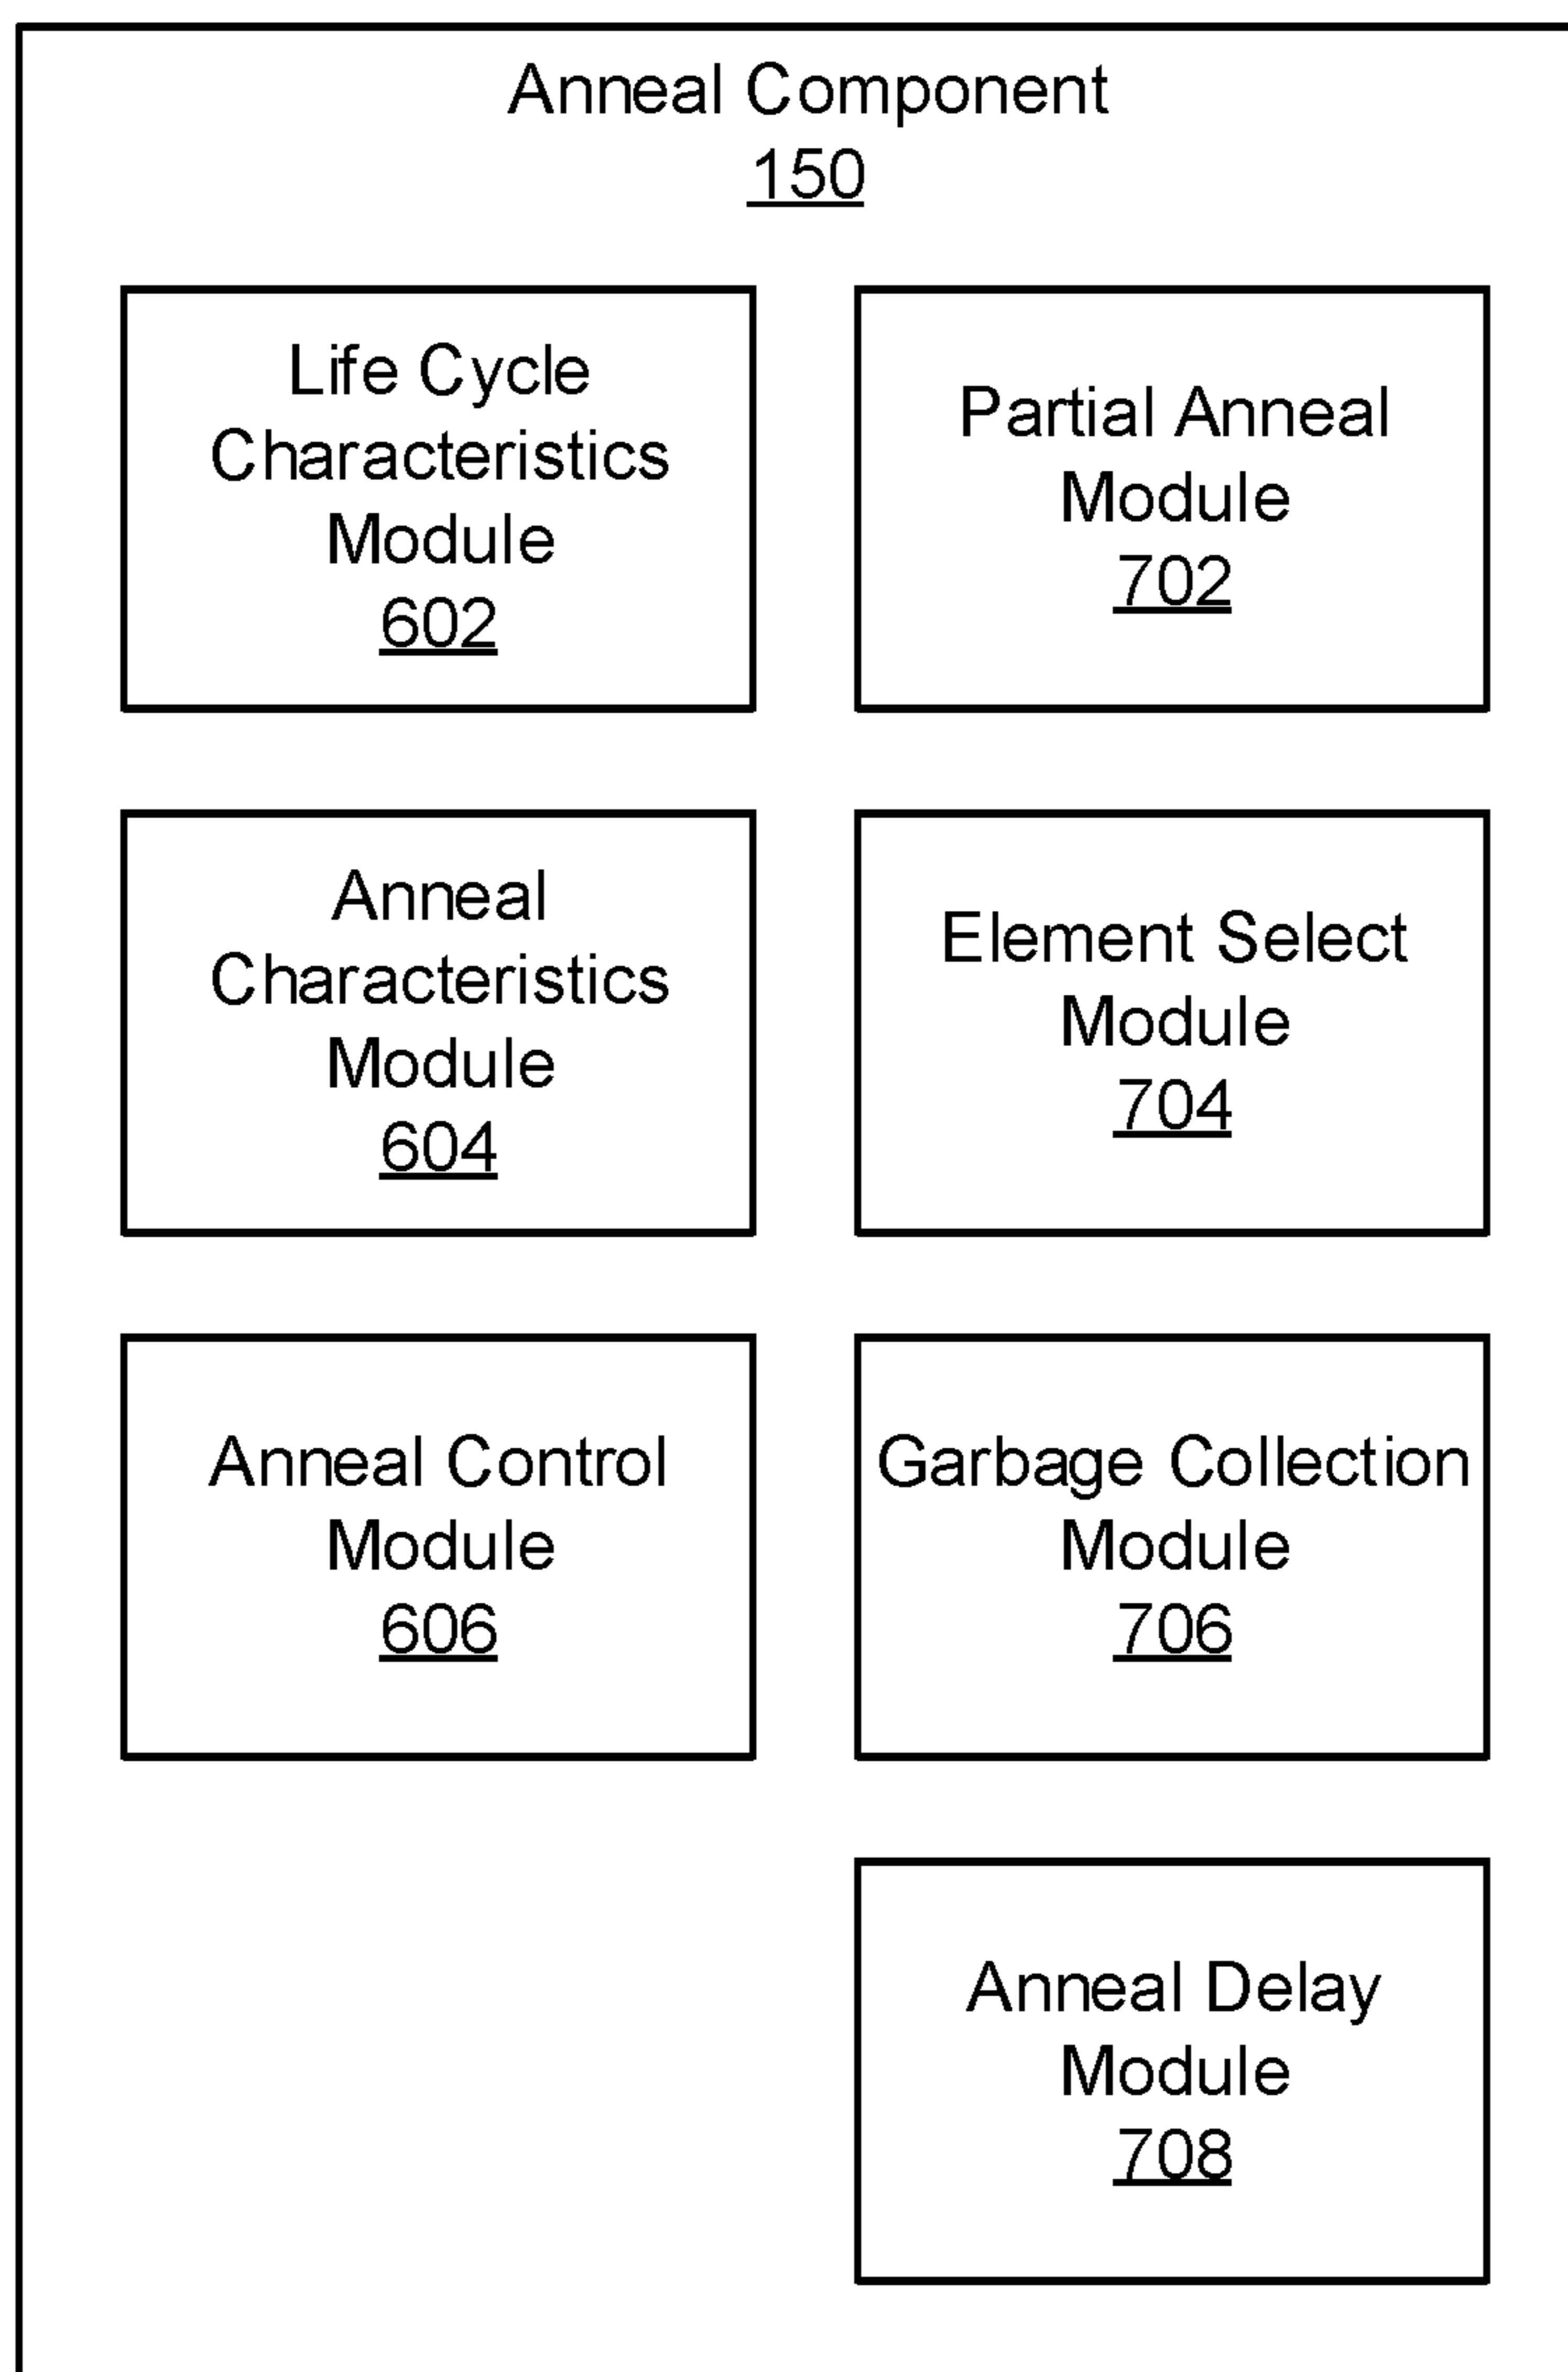 Anneal Component
150
Life Cycle
Characteristics
Module
602
Partial Anneal
Module
702
Anneal
Characteristics
Module
604
Element Select
Module
704
Anneal Control
Module
606
Garbage Collection
Module
706
Anneal Delay
Module
708